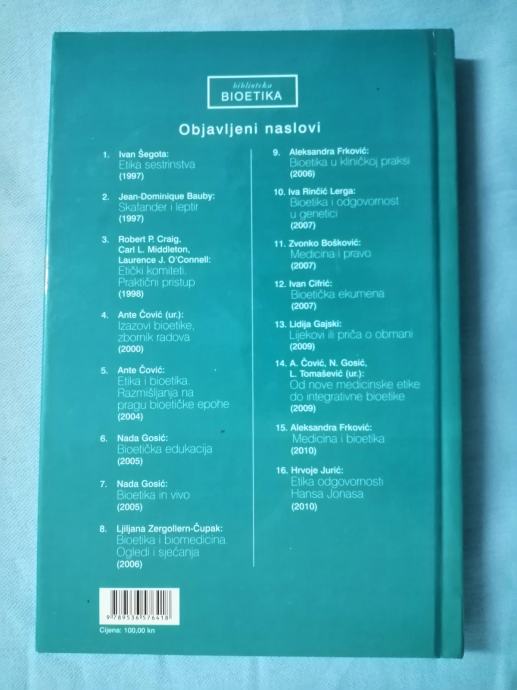 biblioteka
BIOETIKA
Objavljeni naslovi
1. Ivan Šegota:
Etika sestrinstva
(1997)
2. Jean-Dominique Bauby:
Skafander i leptir
(1997)
3. Robert P. Craig,
Carl L. Middleton,
Laurence J. O'Connell:
Etički komiteti.
Praktični pristup
(1998)
4. Ante Čović (ur.):
Izazovi bioetike,
zbornik radova
(2000)
5. Ante Čović:
Etika i bioetika.
Razmišljanja na
pragu bioetičke epohe
(2004)
6. Nada Gosić:
Bioetička edukacija
(2005)
7. Nada Gosić:
Bioetika in vivo
(2005)
8. Ljiljana Zergollern-Čupak:
Bioetika i biomedicina.
Ogledi i sjećanja
(2006)
9. Aleksandra Frković:
Bioetika u kliničkoj praksi
(2006)
10. Iva Rinčić Lerga:
Bioetika i odgovornost
u genetici
(2007)
11. Zvonko Bošković:
Medicina i pravo
(2007)
12. Ivan Cifrić:
Bioetička ekumena
(2007)
13. Lidija Gajski:
Lijekovi ili priča o obmani
(2009)
14. A. Čović, N. Gosić,
L. Tomašević (ur.):
Od nove medicinske etike
do integrativne bioetike
(2009)
15. Aleksandra Frković:
Medicina i bioetika
(2010)
16. Hrvoje Jurić:
Etika odgovornosti
Hansa Jonasa
(2010)
9789536576418
Cijena: 100,00 kn